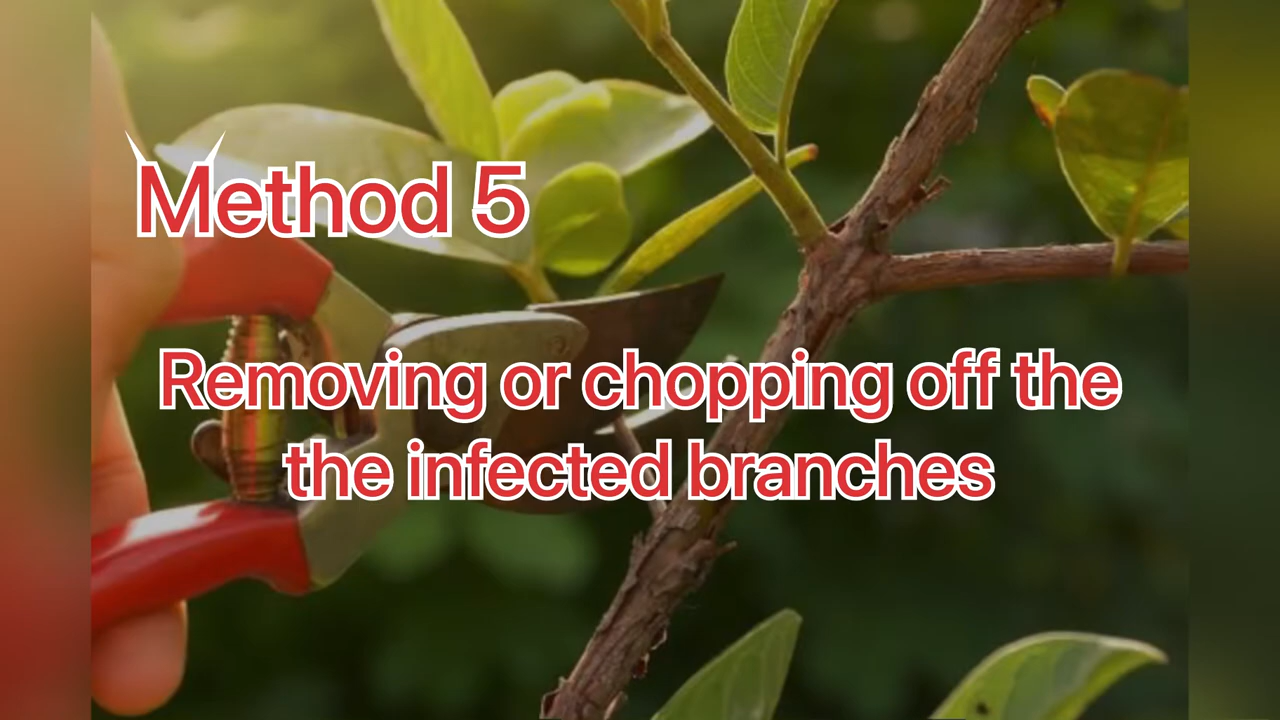 Method 5
Removing or chopping off the
the infected branches